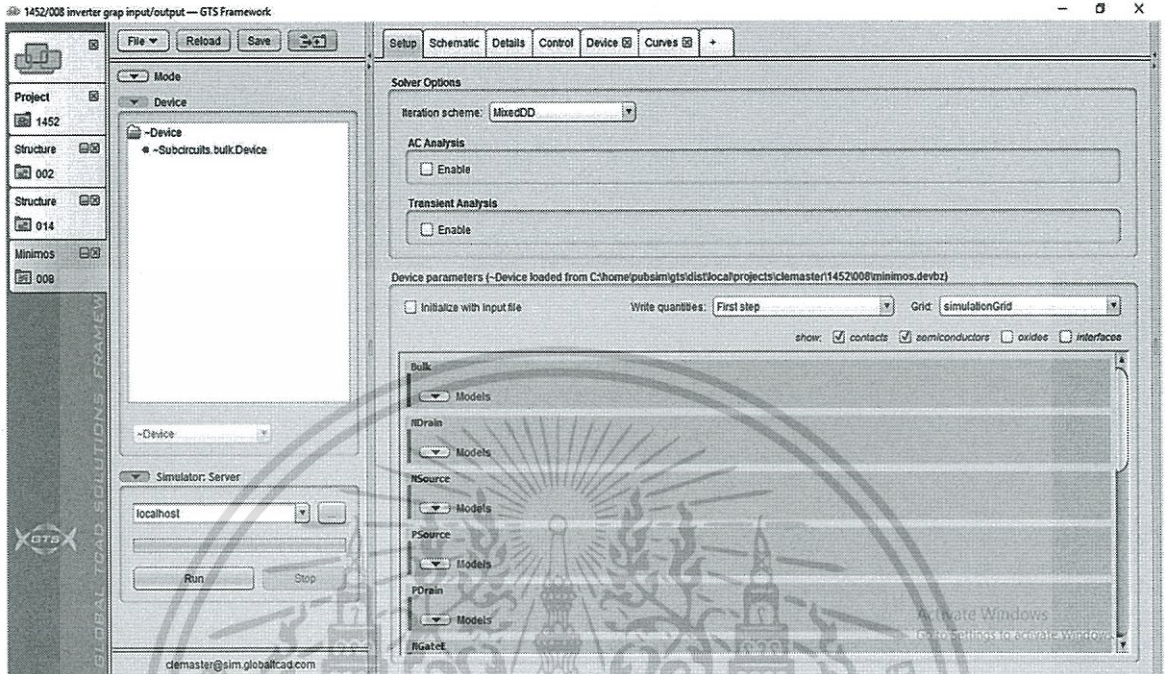 1452/008 inverter grap input/output — GTS Framework
File Reload Save
Setup Schematic Details Control Device Curves +
Mode
Device
~Device
~Subcircuits.bulk.Device
~Device
Simulator: Server
localhost
...
Run Stop
clemaster@sim.globaltcad.com
Project
1452
Structure
002
Structure
014
Minimos
008
GLOBAL TCAD SOLUTIONS FRAMEW
GTS
Solver Options
Iteration scheme: MixedDD
AC Analysis
Enable
Transient Analysis
Enable
Device parameters (~Device loaded from C:\home\pubsim\gts\dist\local\projects\clemaster\1452\008\minimos.devbz)
Initialize with input file Write quantities: First step Grid: simulationGrid
show: contacts semiconductors oxides interfaces
Bulk
Models
NDrain
Models
NSource
Models
PSource
Models
PDrain
Models
NGateE
Activate Windows
Go to Settings to activate Windows